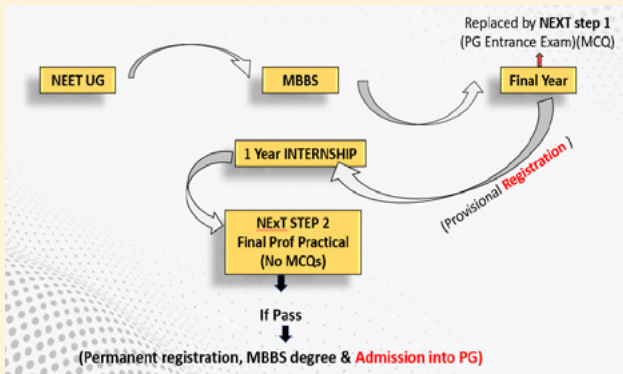 Replaced by NEXT step 1
(PG Entrance Exam)(MCQ)
NEET UG
MBBS
Final Year
1 Year INTERNSHIP
(Provisional Registration )
NExT STEP 2
Final Prof Practical
(No MCQs)
If Pass
(Permanent registration, MBBS degree & Admission into PG)